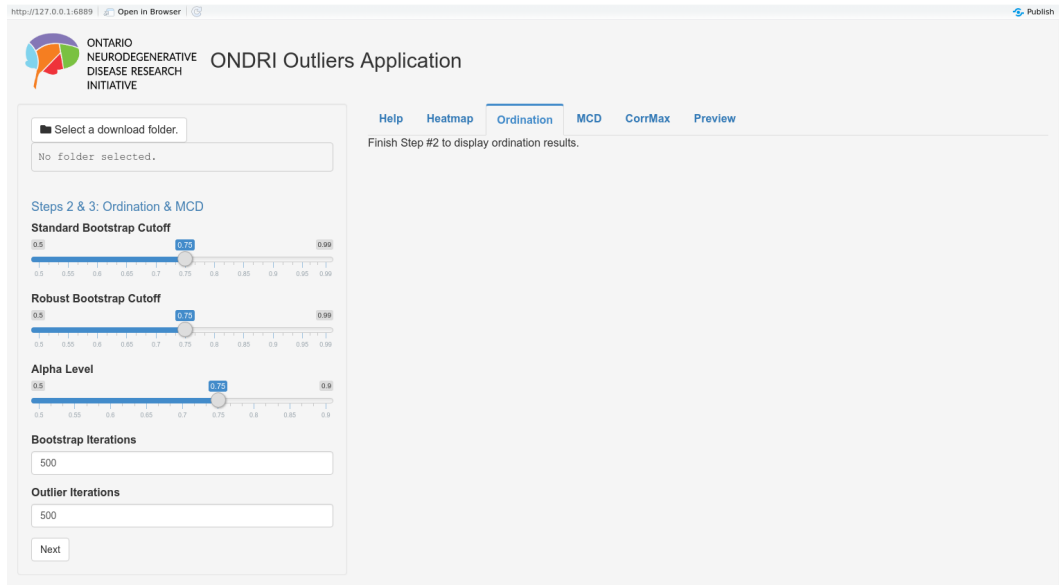 http://127.0.0.1:6889 Open in Browser Publish
ONTARIO
NEURODEGENERATIVE
DISEASE RESEARCH
INITIATIVE
ONDRI Outliers Application
Select a download folder.
No folder selected.
Steps 2 & 3: Ordination & MCD
Standard Bootstrap Cutoff
0.5 0.75 0.99
0.5 0.55 0.6 0.65 0.7 0.75 0.8 0.85 0.9 0.95 0.99
Robust Bootstrap Cutoff
0.5 0.75 0.99
0.5 0.55 0.6 0.65 0.7 0.75 0.8 0.85 0.9 0.95 0.99
Alpha Level
0.5 0.75 0.9
0.5 0.55 0.6 0.65 0.7 0.75 0.8 0.85 0.9
Bootstrap Iterations
500
Outlier Iterations
500
Next
Help Heatmap Ordination MCD CorrMax Preview
Finish Step #2 to display ordination results.